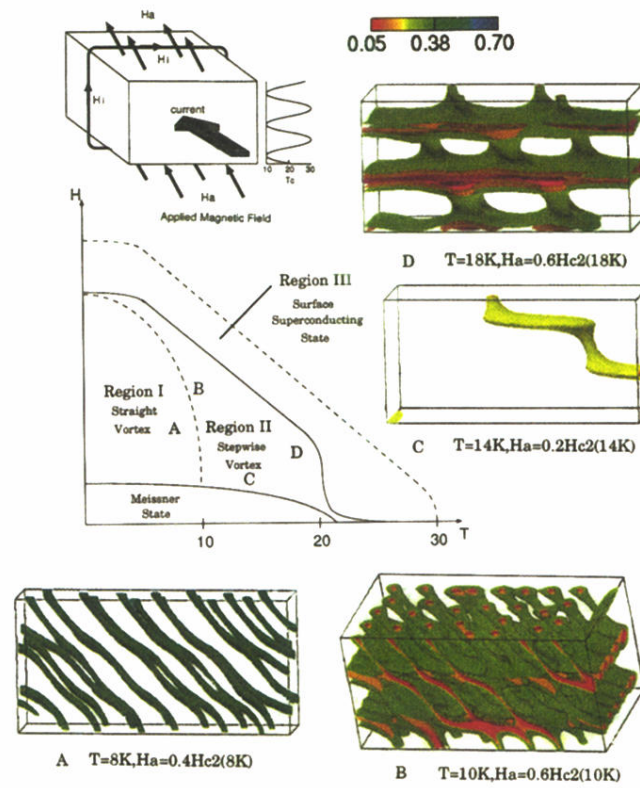 Ha
Hi
Hi
current
Ha
10 20 30
Tc
Applied Magnetic Field
0.05 0.38 0.70
D T=18K,Ha=0.6Hc2(18K)
H
Region III
Surface
Superconducting
State
Region I
Straight
Vortex
A
B
Region II
Stepwise
Vortex
C
D
Meissner
State
10 20 30
T
C T=14K,Ha=0.2Hc2(14K)
A T=8K,Ha=0.4Hc2(8K)
B T=10K,Ha=0.6Hc2(10K)